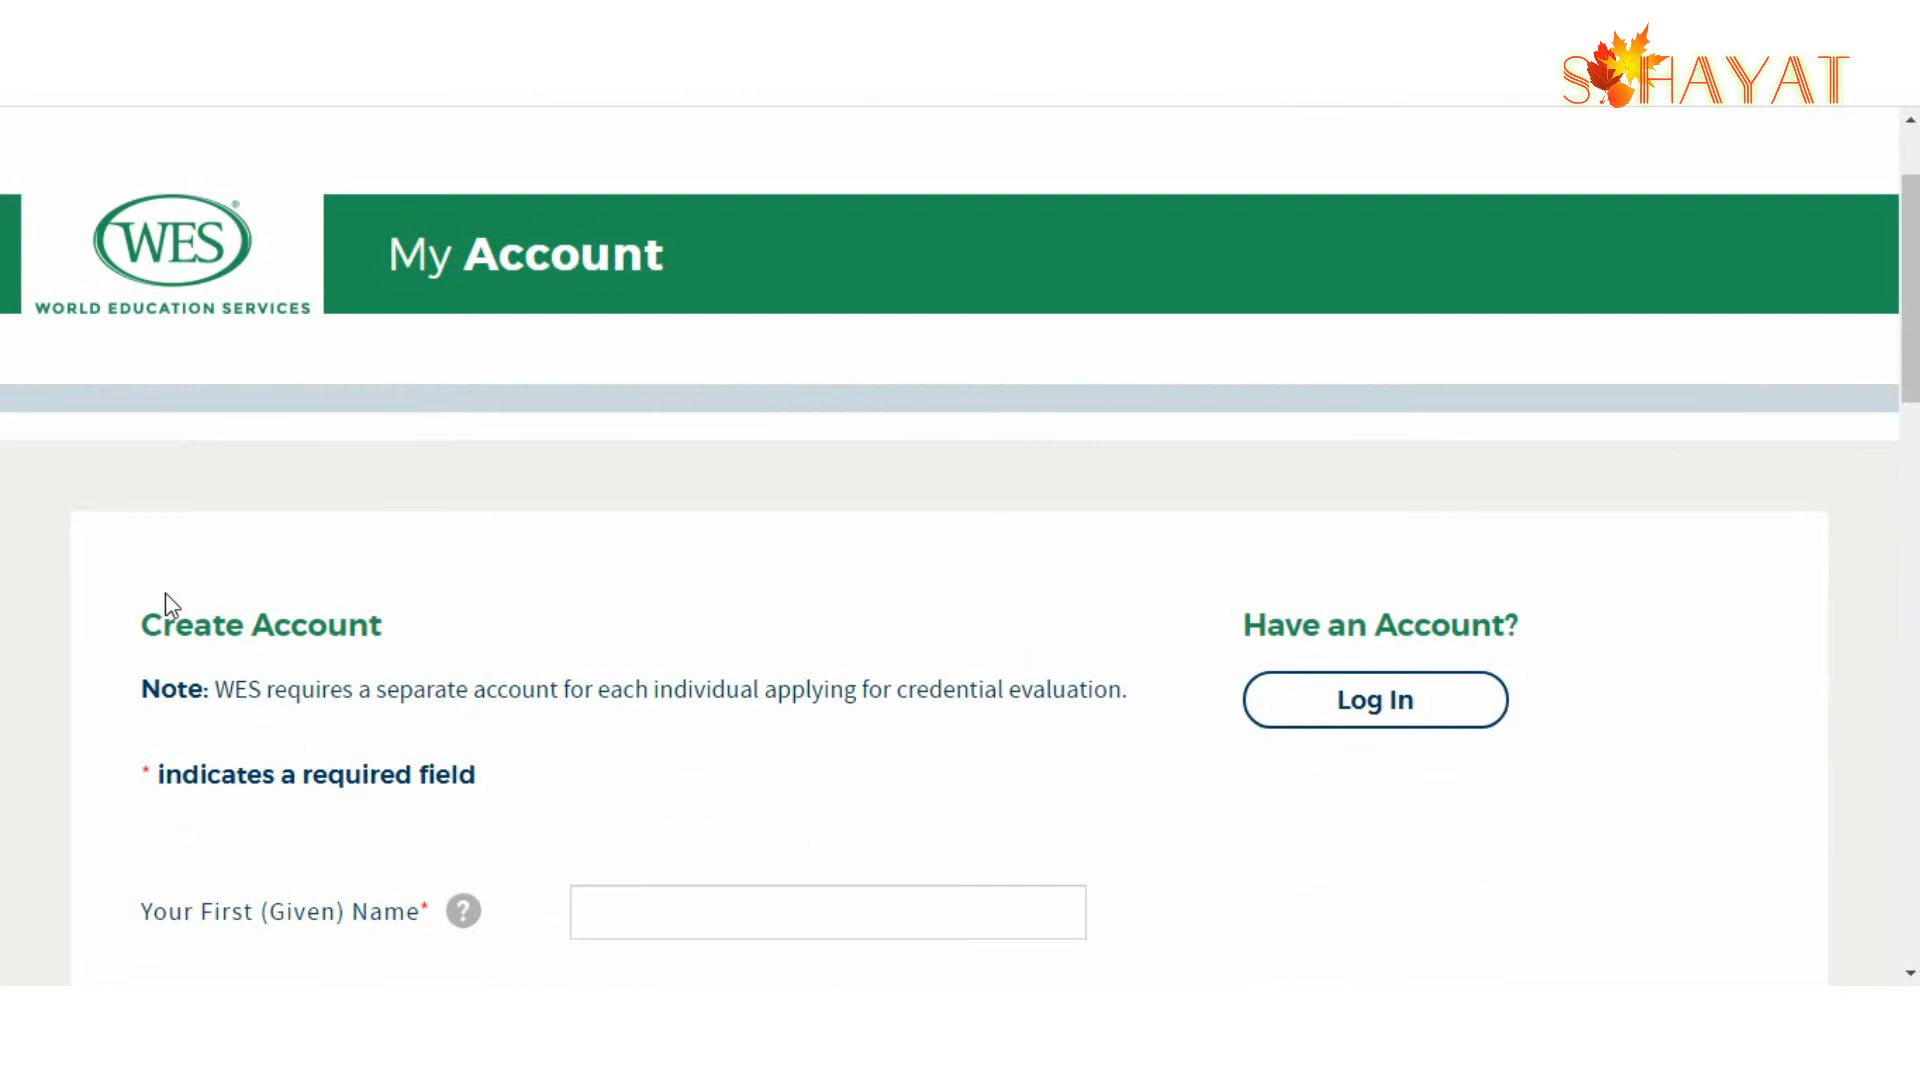 SOHAYAT
WES®
WORLD EDUCATION SERVICES
My Account
Create Account
Have an Account?
Note: WES requires a separate account for each individual applying for credential evaluation.
Log In
* indicates a required field
Your First (Given) Name* ?